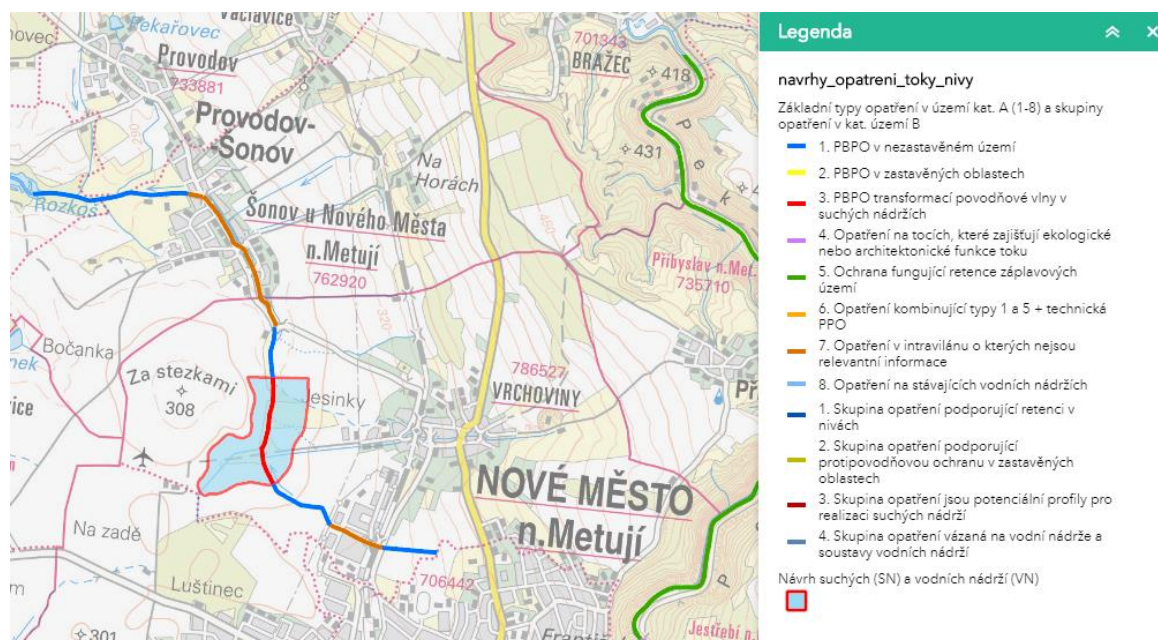 Václavice
Pekařovec
Provodov
733881
Provodov-
-Šonov
701343
BRAŽEC
418
431
Na
Horách
Rozkoš
Šonov u Nového Města
n.Metují
762920
Přibyslav n.Met.
735710
Bočanka
Za stezkami
308
Jesinky
786527
VRCHOVINY
NOVÉ MĚSTO
n.Metují
Na zadě
Luštinec
706442
301
Legenda
navrhy_opatreni_toky_nivy
Základní typy opatření v území kat. A (1-8) a skupiny
opatření v kat. území B
1. PBPO v nezastavěném území
2. PBPO v zastavěných oblastech
3. PBPO transformací povodňové vlny v
suchých nádržích
4. Opatření na tocích, které zajišťují ekologické
nebo architektonické funkce toku
5. Ochrana fungující retence záplavových
území
6. Opatření kombinující typy 1 a 5 + technická
PPO
7. Opatření v intravilánu o kterých nejsou
relevantní informace
8. Opatření na stávajících vodních nádržích
1. Skupina opatření podporující retenci v
nivách
2. Skupina opatření podporující
protipovodňovou ochranu v zastavěných
oblastech
3. Skupina opatření jsou potenciální profily pro
realizaci suchých nádrží
4. Skupina opatření vázaná na vodní nádrže a
soustavy vodních nádrží
Návrh suchých (SN) a vodních nádrží (VN)